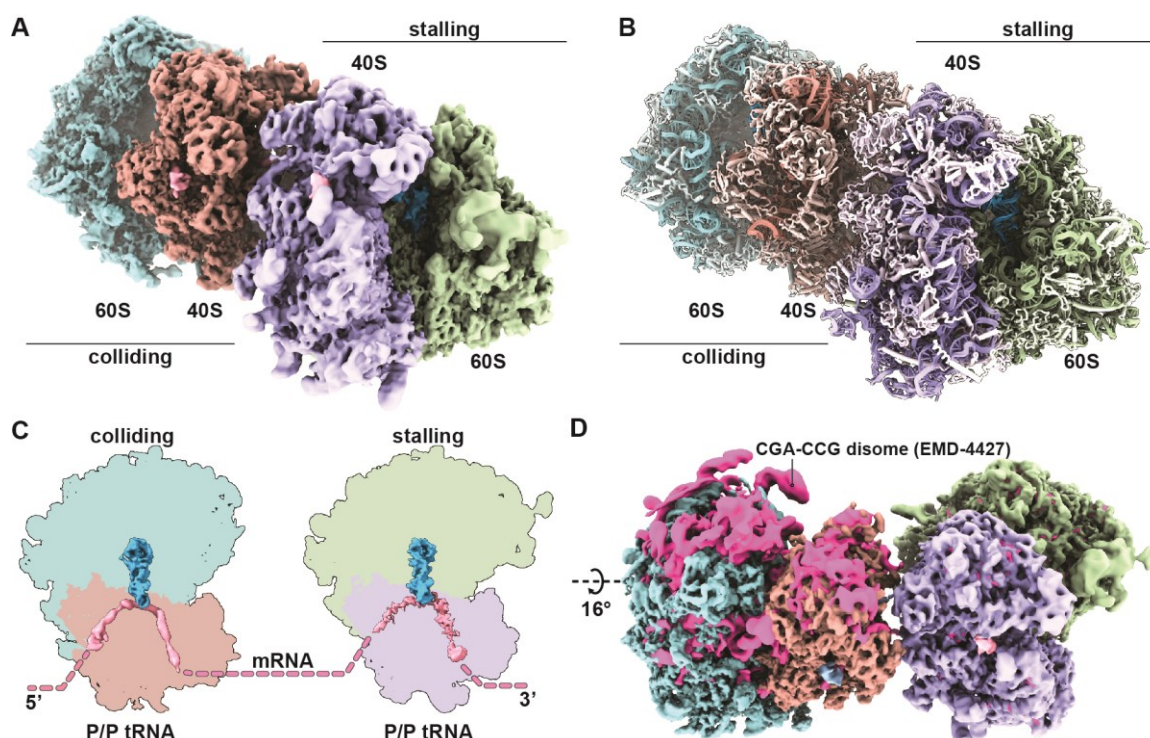 A
stalling
40S
60S
40S
colliding
60S
B
stalling
40S
60S
40S
colliding
60S
C
colliding
stalling
mRNA
5’
3’
P/P tRNA
P/P tRNA
D
CGA-CCG disome (EMD-4427)
16°